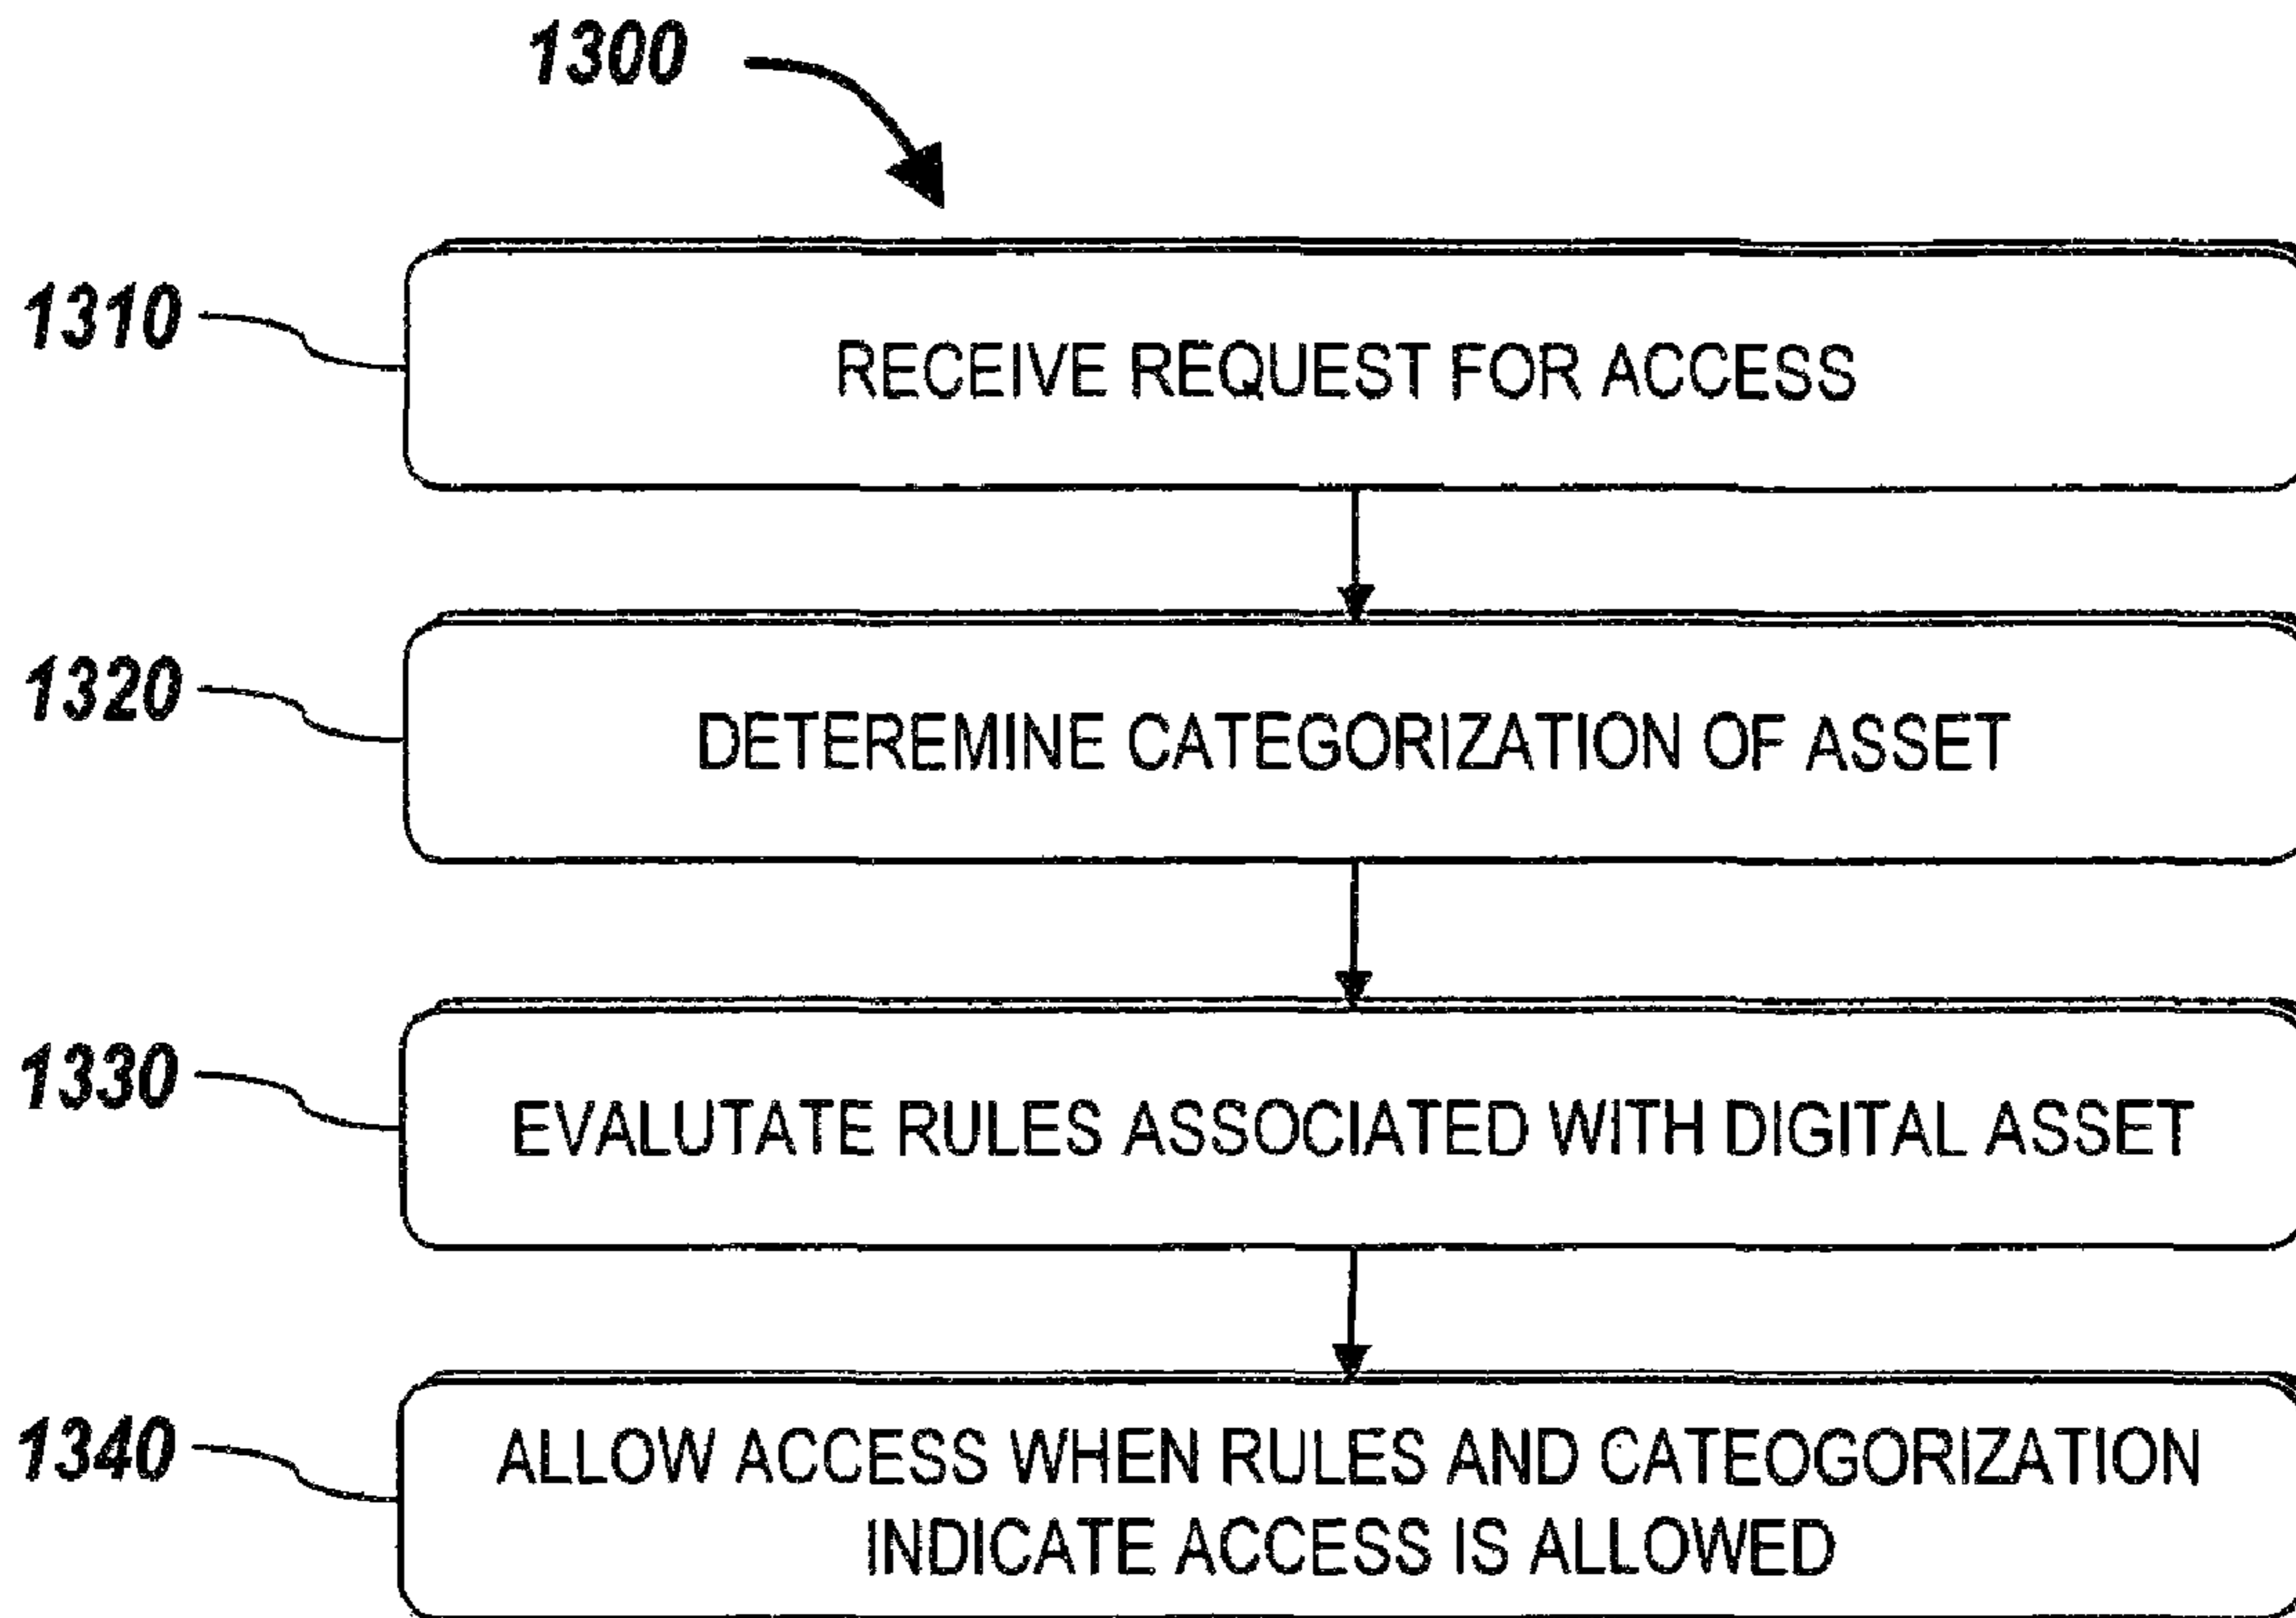 1300
1310
RECEIVE REQUEST FOR ACCESS
1320
DETEREMINE CATEGORIZATION OF ASSET
1330
EVALUTATE RULES ASSOCIATED WITH DIGITAL ASSET
1340
ALLOW ACCESS WHEN RULES AND CATEOGORIZATION
INDICATE ACCESS IS ALLOWED